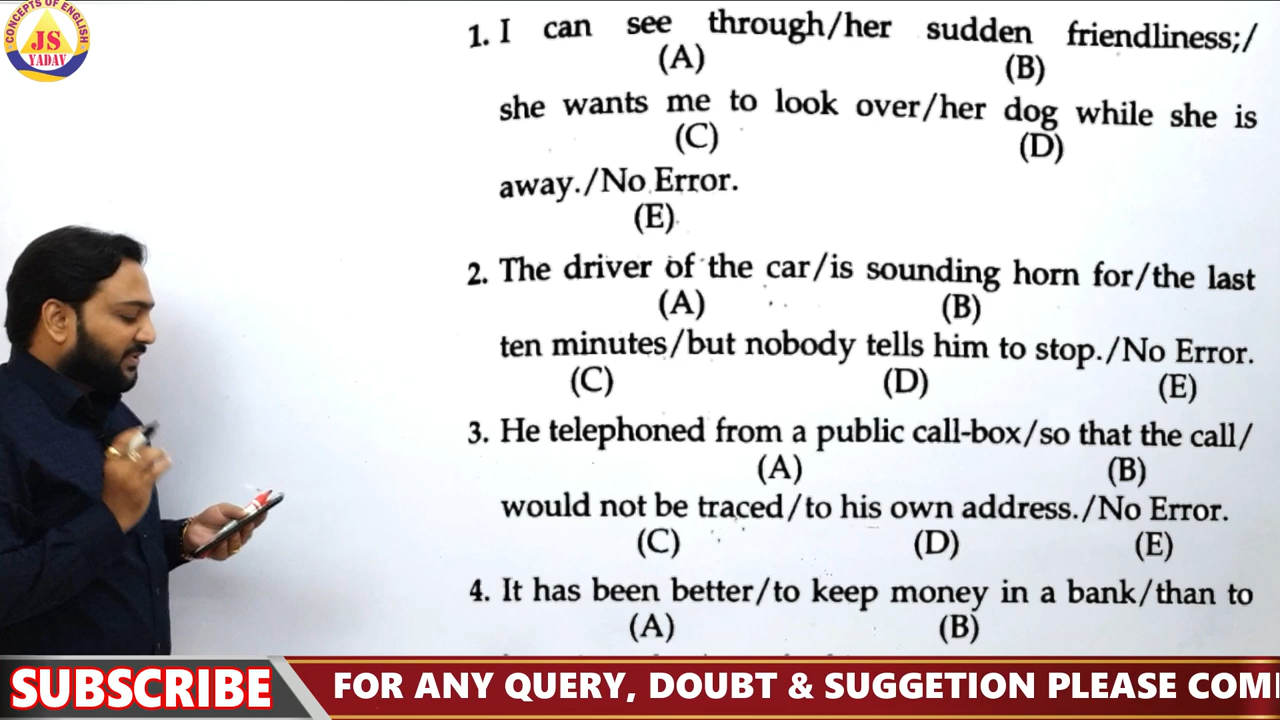 CONCEPTS OF ENGLISH
JS
YADAV
1. I can see through/her sudden friendliness;/
(A) (B)
she wants me to look over/her dog while she is
(C) (D)
away./No Error.
(E)
2. The driver of the car/is sounding horn for/the last
(A) (B)
ten minutes/but nobody tells him to stop./No Error.
(C) (D) (E)
3. He telephoned from a public call-box/so that the call/
(A) (B)
would not be traced/to his own address./No Error.
(C) (D) (E)
4. It has been better/to keep money in a bank/than to
(A) (B)
SUBSCRIBE
FOR ANY QUERY, DOUBT & SUGGETION PLEASE